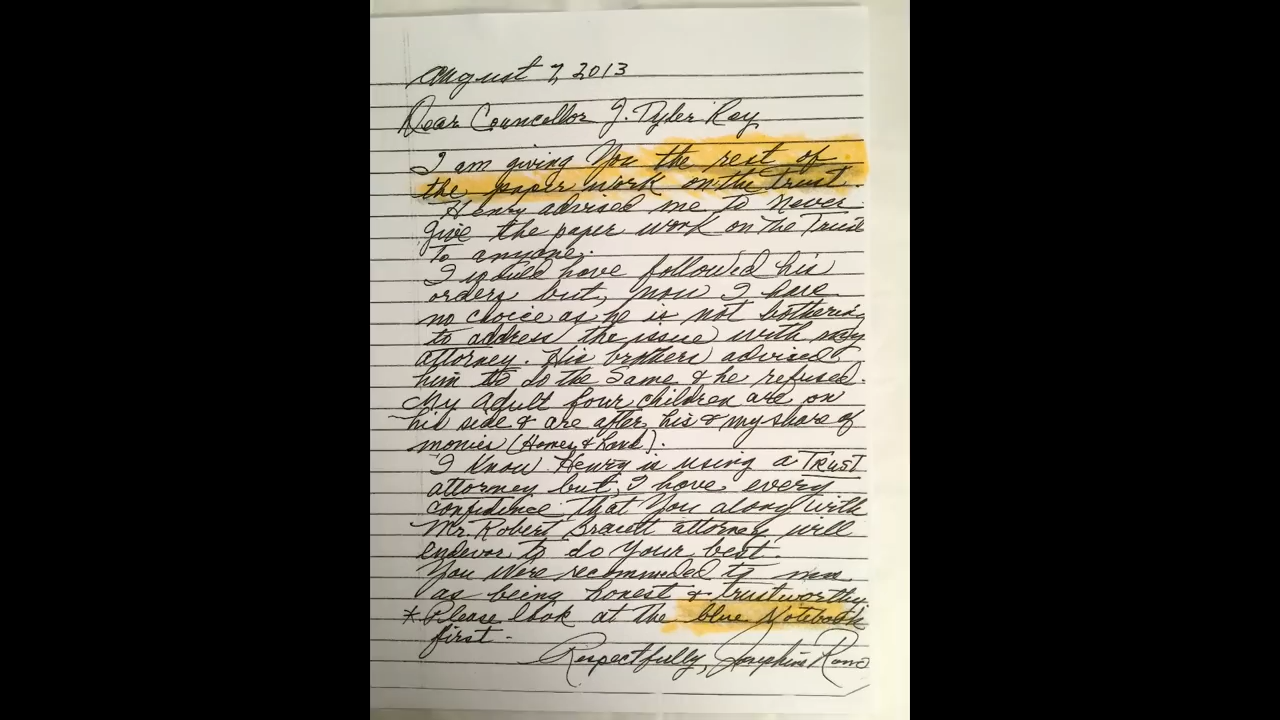 August 7, 2013
Dear Councellor J. Tyler Ray
I am giving You the rest of
the paper work on the trust.
Henry advised me to never
give the paper work on the Trust
to anyone.
I would have followed his
orders but, now I have
no choice as he is not bothering
to address the issue with my
attorney. His brothers advised
him to do the same & he refused.
My adult four children are on
his side & are after his & my share of
monies (Homes & Land).
I know Henry is using a TRUST
attorney but, I have every
confidence that You along with
Mr. Robert attorney will
endevor to do Your best.
You were recommended to me
as being honest & trustworthy.
* Please look at the blue Notebook
first.
Respectfully, Josephine